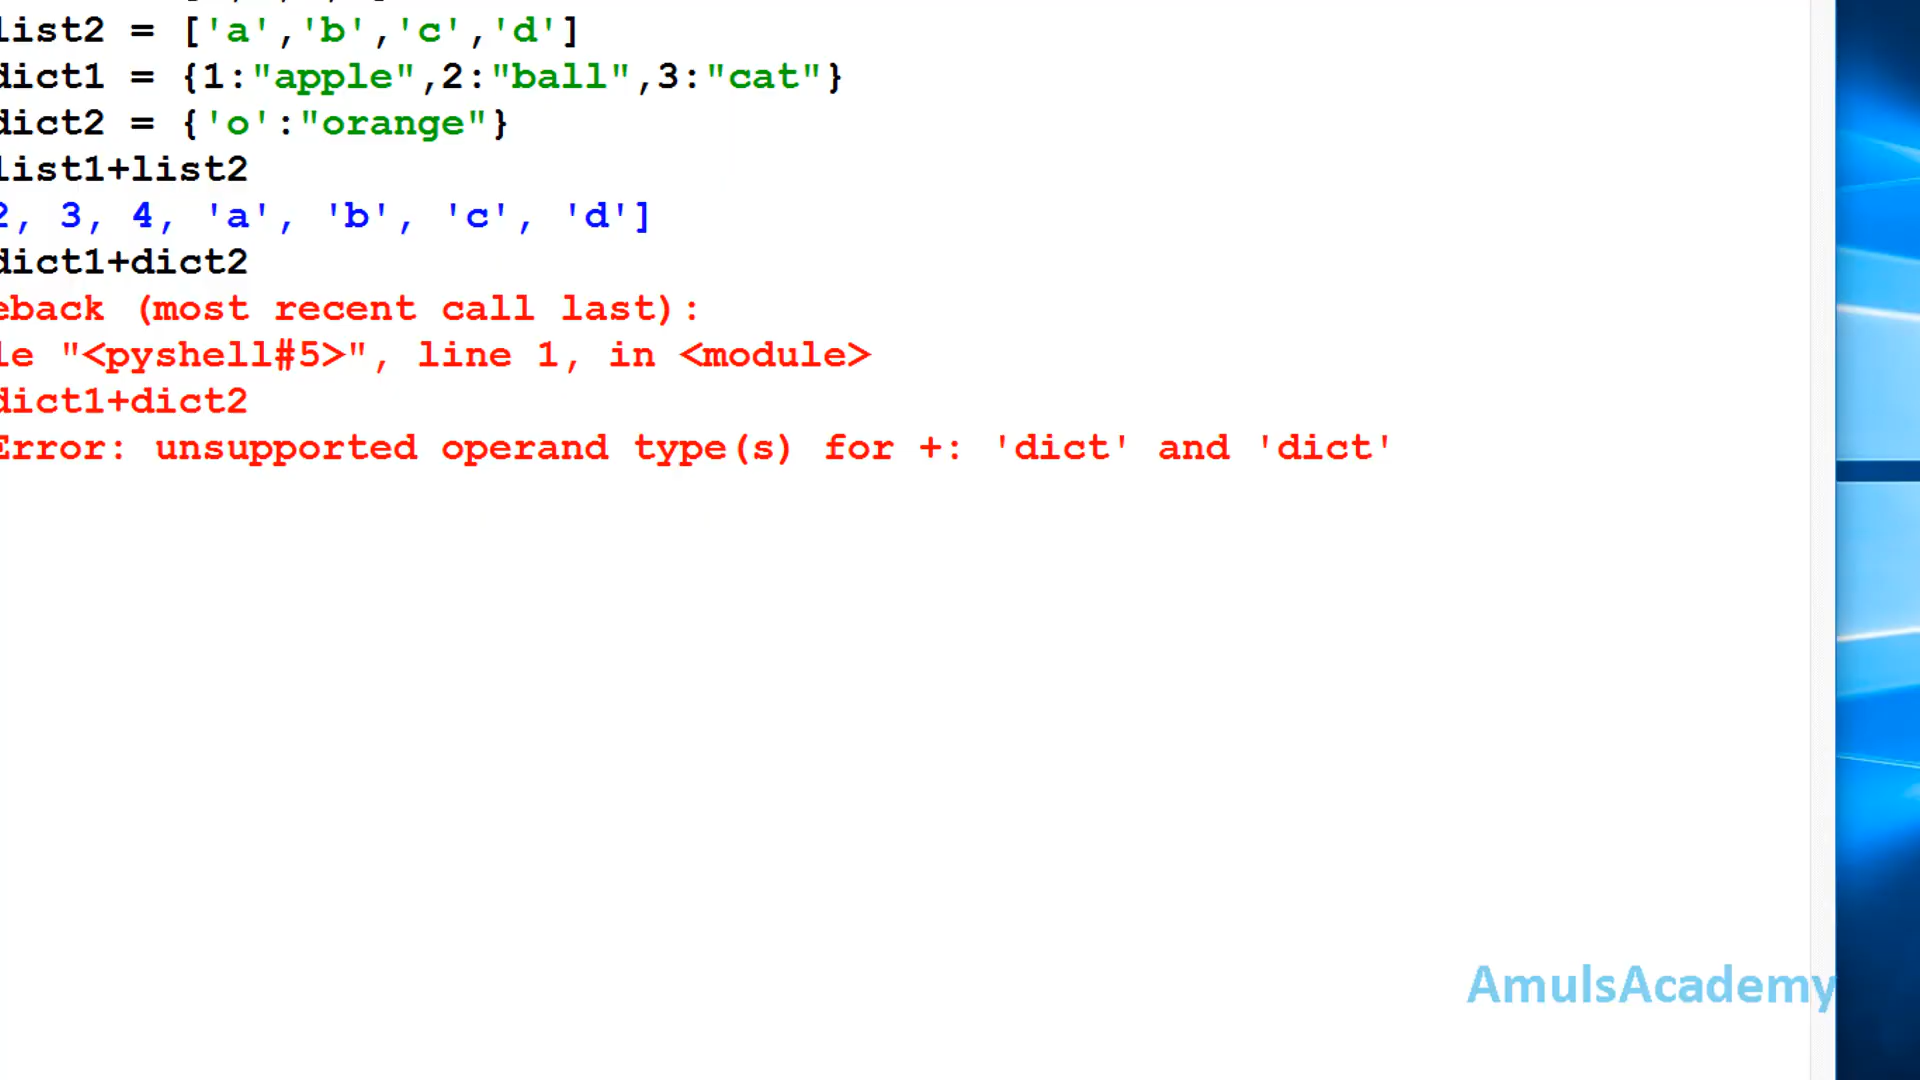 list2 = ['a','b','c','d']
dict1 = {1:"apple",2:"ball",3:"cat"}
dict2 = {'o':"orange"}
list1+list2
2, 3, 4, 'a', 'b', 'c', 'd']
dict1+dict2
eback (most recent call last):
le "<pyshell#5>", line 1, in <module>
dict1+dict2
Error: unsupported operand type(s) for +: 'dict' and 'dict'
AmulsAcademy